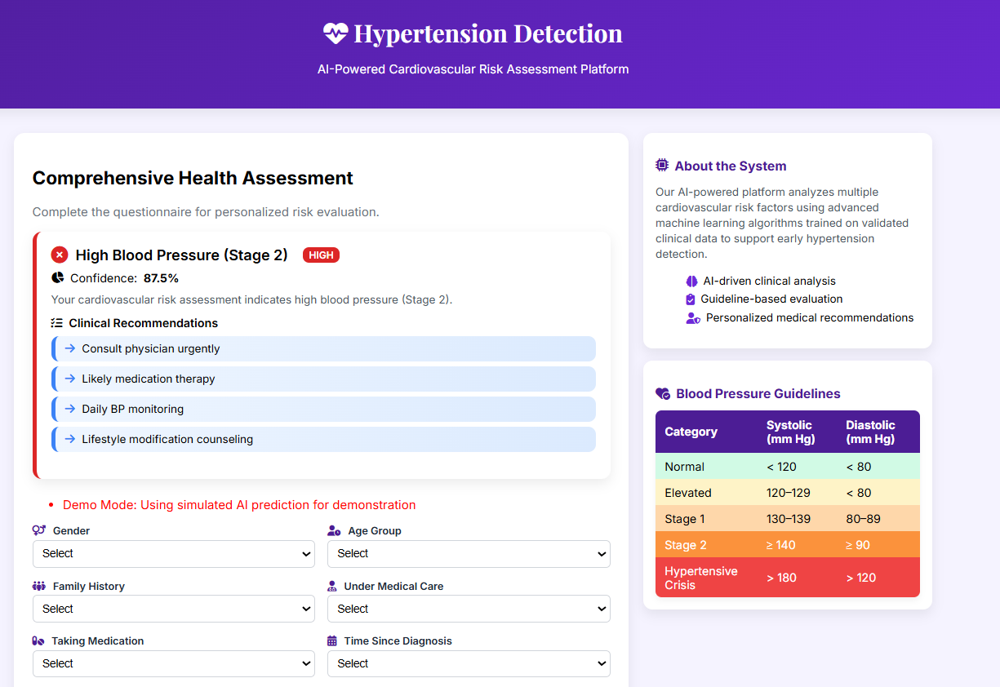 Hypertension Detection
AI-Powered Cardiovascular Risk Assessment Platform
Comprehensive Health Assessment
Complete the questionnaire for personalized risk evaluation.
High Blood Pressure (Stage 2) HIGH
Confidence: 87.5%
Your cardiovascular risk assessment indicates high blood pressure (Stage 2).
Clinical Recommendations
Consult physician urgently
Likely medication therapy
Daily BP monitoring
Lifestyle modification counseling
Demo Mode: Using simulated AI prediction for demonstration
Gender Age Group
Select Select
Family History Under Medical Care
Select Select
Taking Medication Time Since Diagnosis
Select Select
About the System
Our AI-powered platform analyzes multiple
cardiovascular risk factors using advanced
machine learning algorithms trained on validated
clinical data to support early hypertension
detection.
AI-driven clinical analysis
Guideline-based evaluation
Personalized medical recommendations
Blood Pressure Guidelines
Category Systolic (mm Hg) Diastolic (mm Hg)
Normal < 120 < 80
Elevated 120–129 < 80
Stage 1 130–139 80–89
Stage 2 ≥ 140 ≥ 90
Hypertensive Crisis > 180 > 120